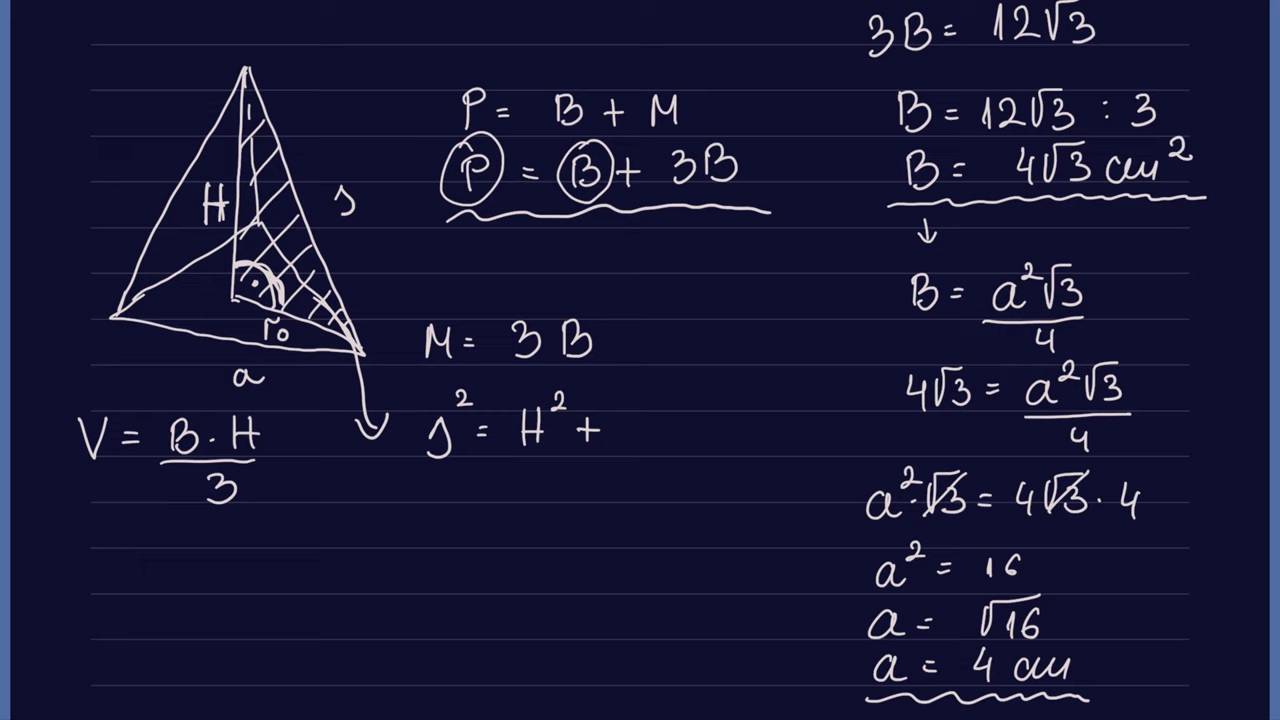 H
s
r₀
a
V = B · H / 3
P = B + M
P = B + 3B
M = 3 B
s² = H² +
3B = 12√3
B = 12√3 : 3
B = 4√3 cm²
↓
B = a²√3 / 4
4√3 = a²√3 / 4
a² · √3 = 4√3 · 4
a² = 16
a = √16
a = 4 cm